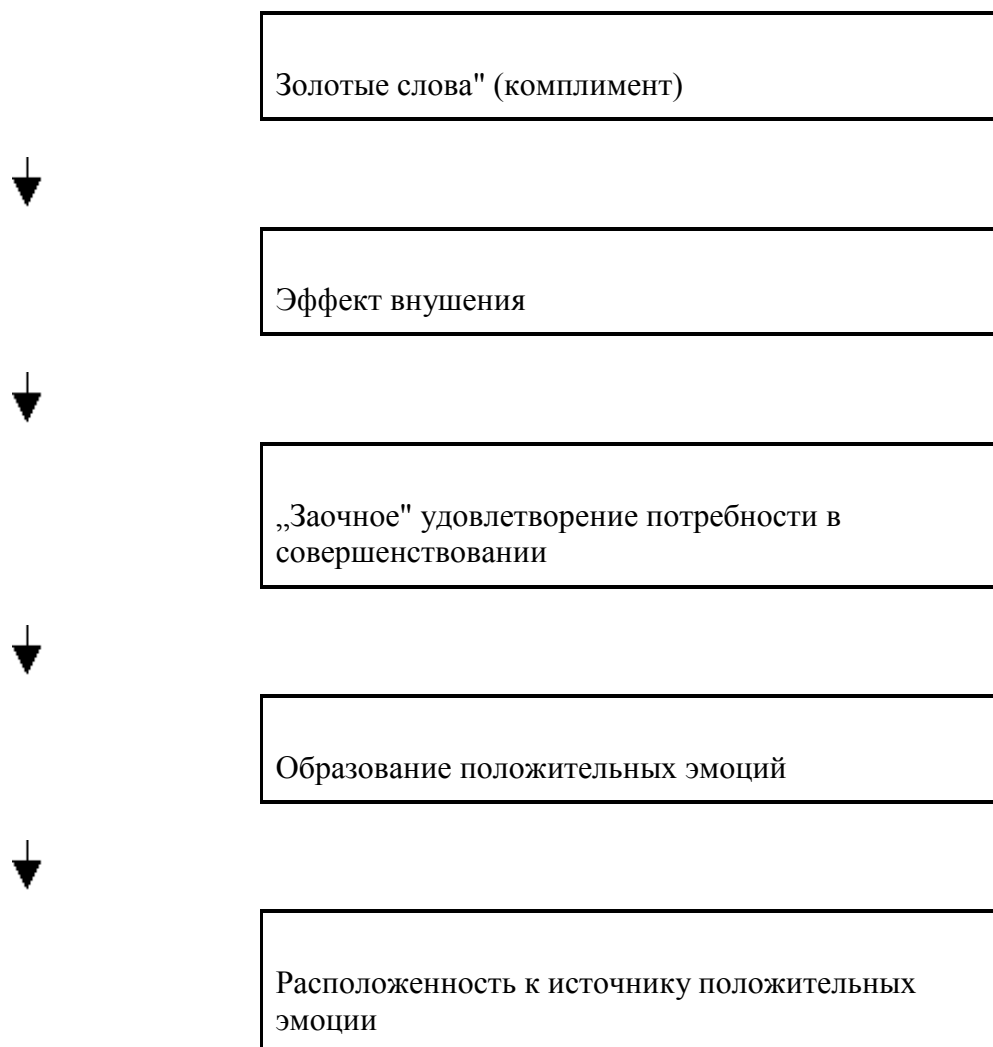 Золотые слова" (комплимент)
Эффект внушения
„Заочное" удовлетворение потребности в
совершенствовании
Образование положительных эмоций
Расположенность к источнику положительных
эмоции